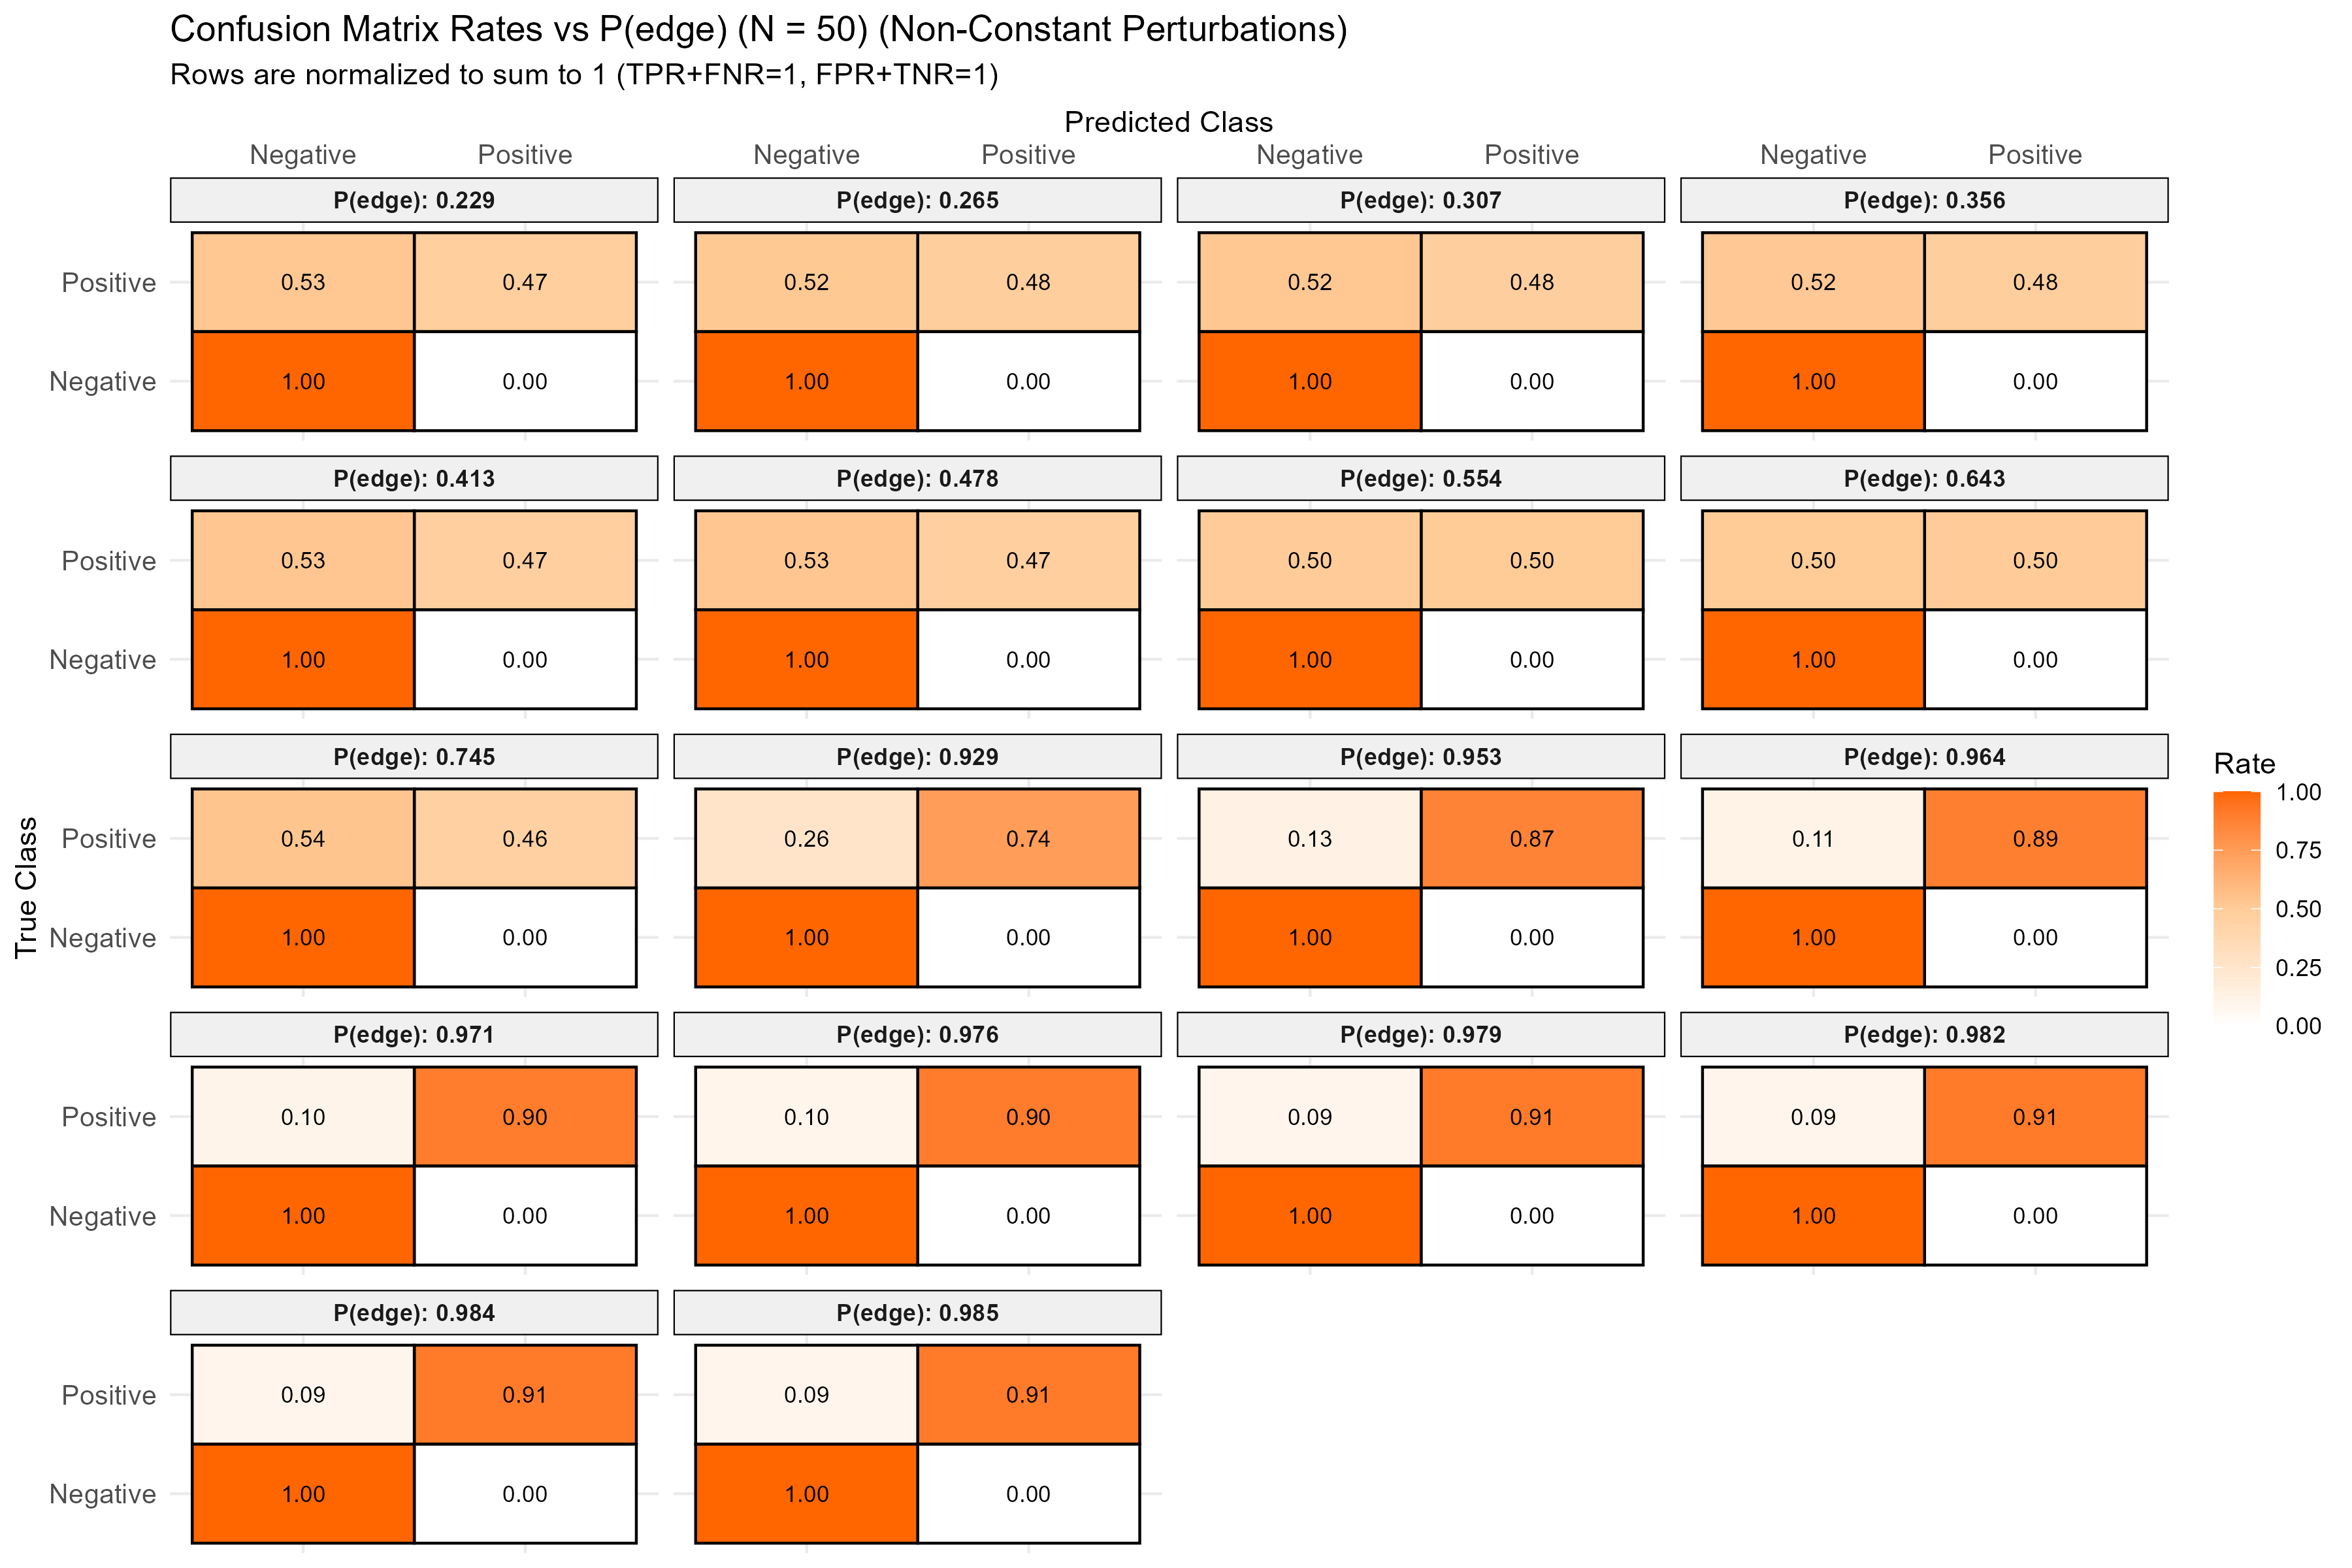 Confusion Matrix Rates vs P(edge) (N = 50) (Non-Constant Perturbations)
Rows are normalized to sum to 1 (TPR+FNR=1, FPR+TNR=1)
Predicted Class
Negative Positive Negative Positive Negative Positive Negative Positive
P(edge): 0.229 P(edge): 0.265 P(edge): 0.307 P(edge): 0.356
Positive 0.53 0.47 0.52 0.48 0.52 0.48 0.52 0.48
Negative 1.00 0.00 1.00 0.00 1.00 0.00 1.00 0.00
P(edge): 0.413 P(edge): 0.478 P(edge): 0.554 P(edge): 0.643
Positive 0.53 0.47 0.53 0.47 0.50 0.50 0.50 0.50
Negative 1.00 0.00 1.00 0.00 1.00 0.00 1.00 0.00
P(edge): 0.745 P(edge): 0.929 P(edge): 0.953 P(edge): 0.964
Positive 0.54 0.46 0.26 0.74 0.13 0.87 0.11 0.89
Negative 1.00 0.00 1.00 0.00 1.00 0.00 1.00 0.00
P(edge): 0.971 P(edge): 0.976 P(edge): 0.979 P(edge): 0.982
Positive 0.10 0.90 0.10 0.90 0.09 0.91 0.09 0.91
Negative 1.00 0.00 1.00 0.00 1.00 0.00 1.00 0.00
P(edge): 0.984 P(edge): 0.985
Positive 0.09 0.91 0.09 0.91
Negative 1.00 0.00 1.00 0.00
True Class
Rate
1.00
0.75
0.50
0.25
0.00